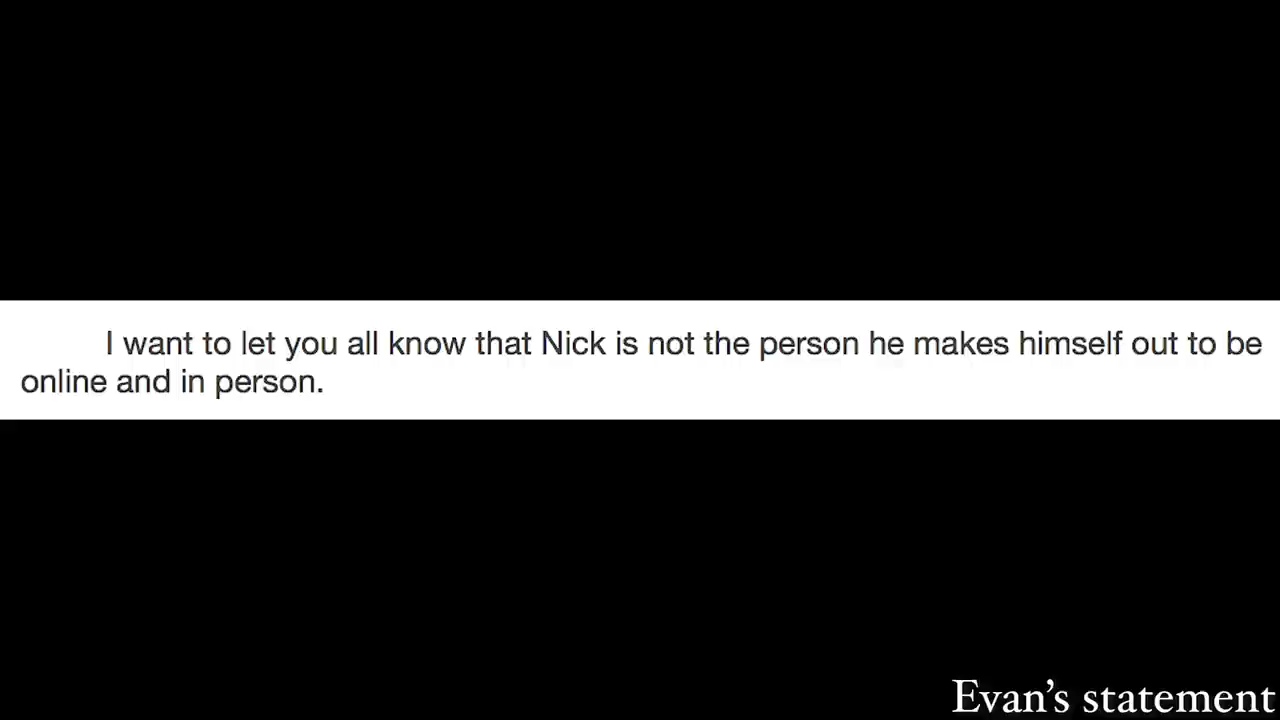 I want to let you all know that Nick is not the person he makes himself out to be
online and in person.
Evan’s statement